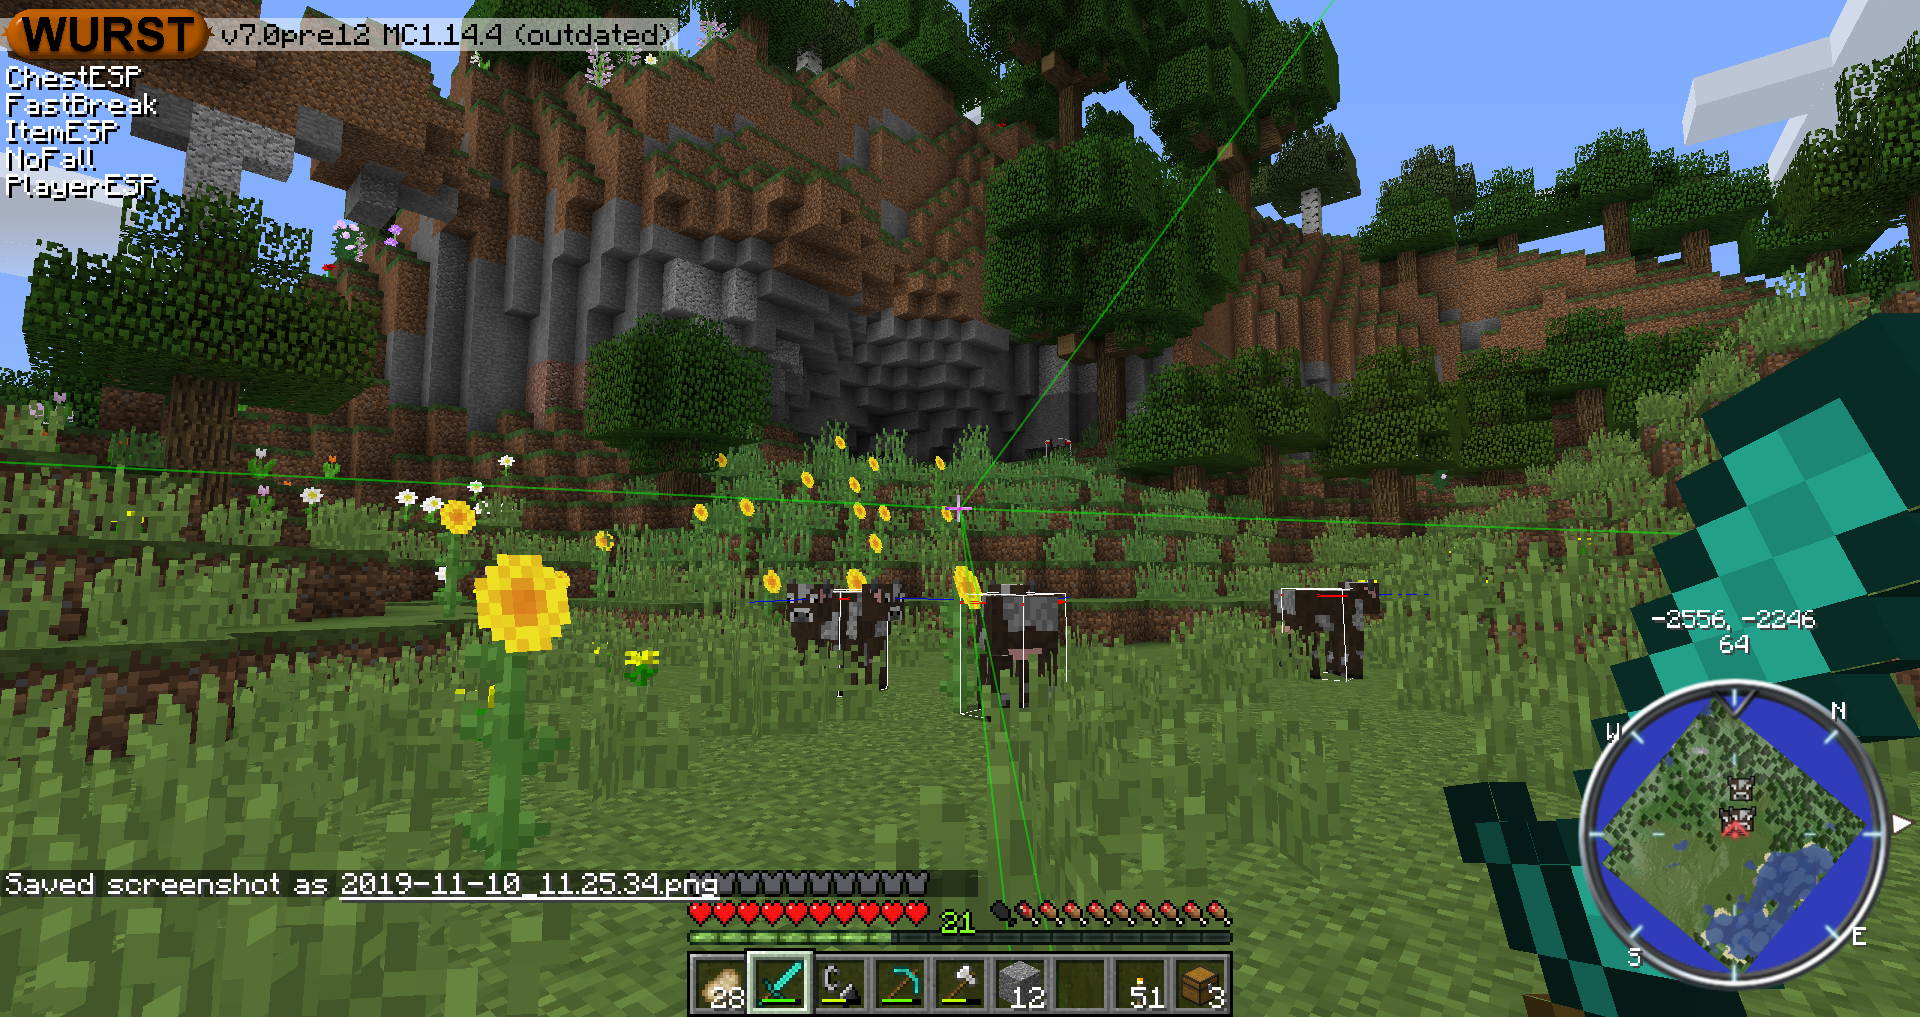 WURST v7.0pre12 MC1.14.4 (outdated)
ChestESP
FastBreak
ItemESP
NoFall
PlayerESP
-2556, -2246
64
N
W
E
S
Saved screenshot as 2019-11-10_11.25.34.png
21
28
12
51
3